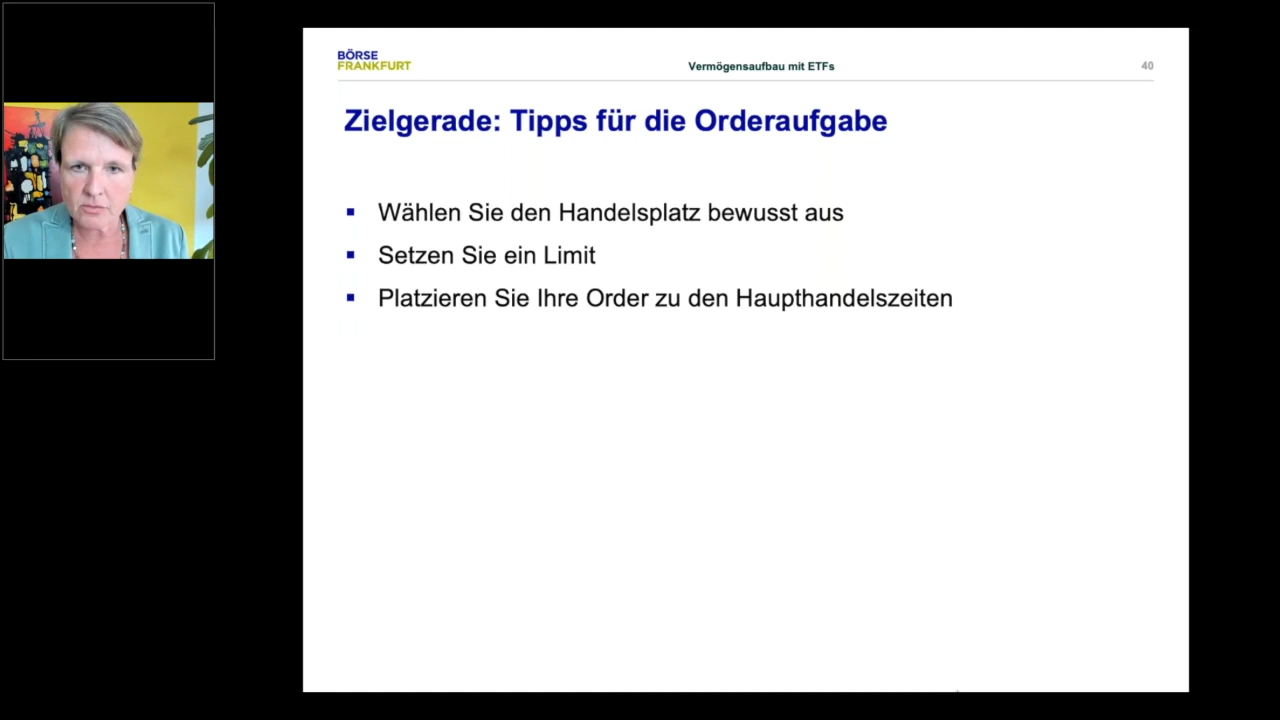 BÖRSE
FRANKFURT
Vermögensaufbau mit ETFs
40
Zielgerade: Tipps für die Orderaufgabe
Wählen Sie den Handelsplatz bewusst aus
Setzen Sie ein Limit
Platzieren Sie Ihre Order zu den Haupthandelszeiten